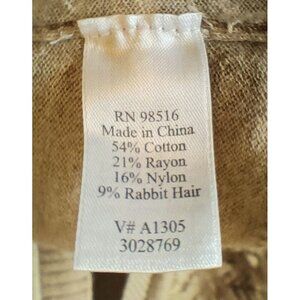 RN 98516
Made in China
54% Cotton
21% Rayon
16% Nylon
9% Rabbit Hair
V# A1305
3028769